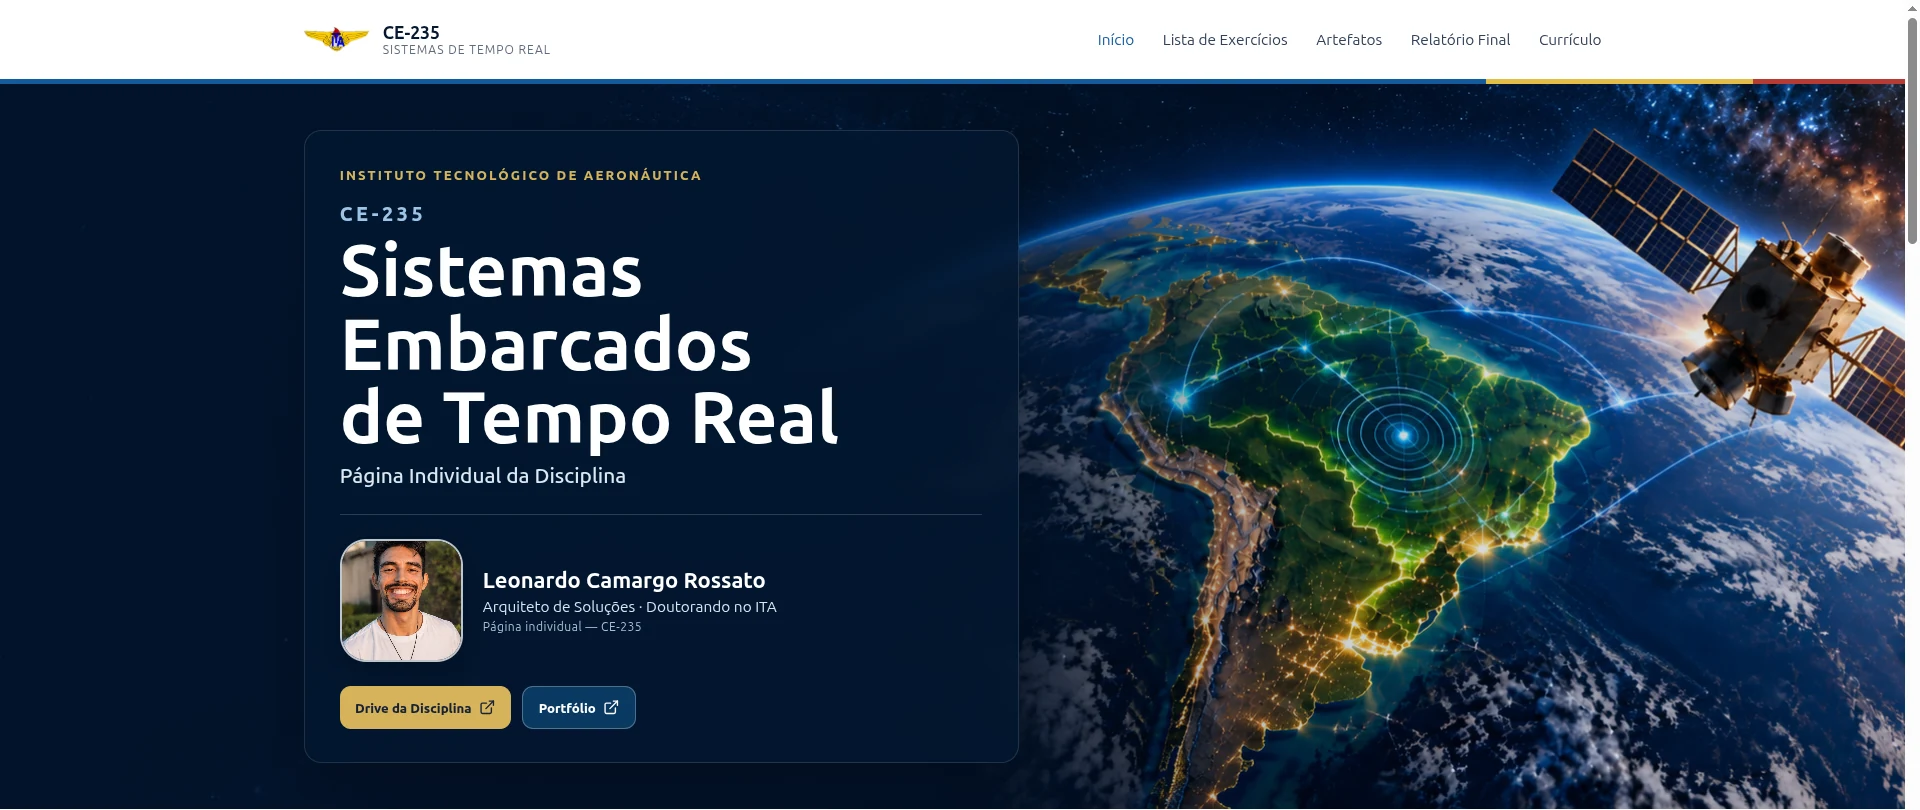 CE-235
SISTEMAS DE TEMPO REAL
Início
Lista de Exercícios
Artefatos
Relatório Final
Currículo
INSTITUTO TECNOLÓGICO DE AERONÁUTICA
CE-235
Sistemas
Embarcados
de Tempo Real
Página Individual da Disciplina
Leonardo Camargo Rossato
Arquiteto de Soluções · Doutorando no ITA
Página individual — CE-235
Drive da Disciplina
Portfólio